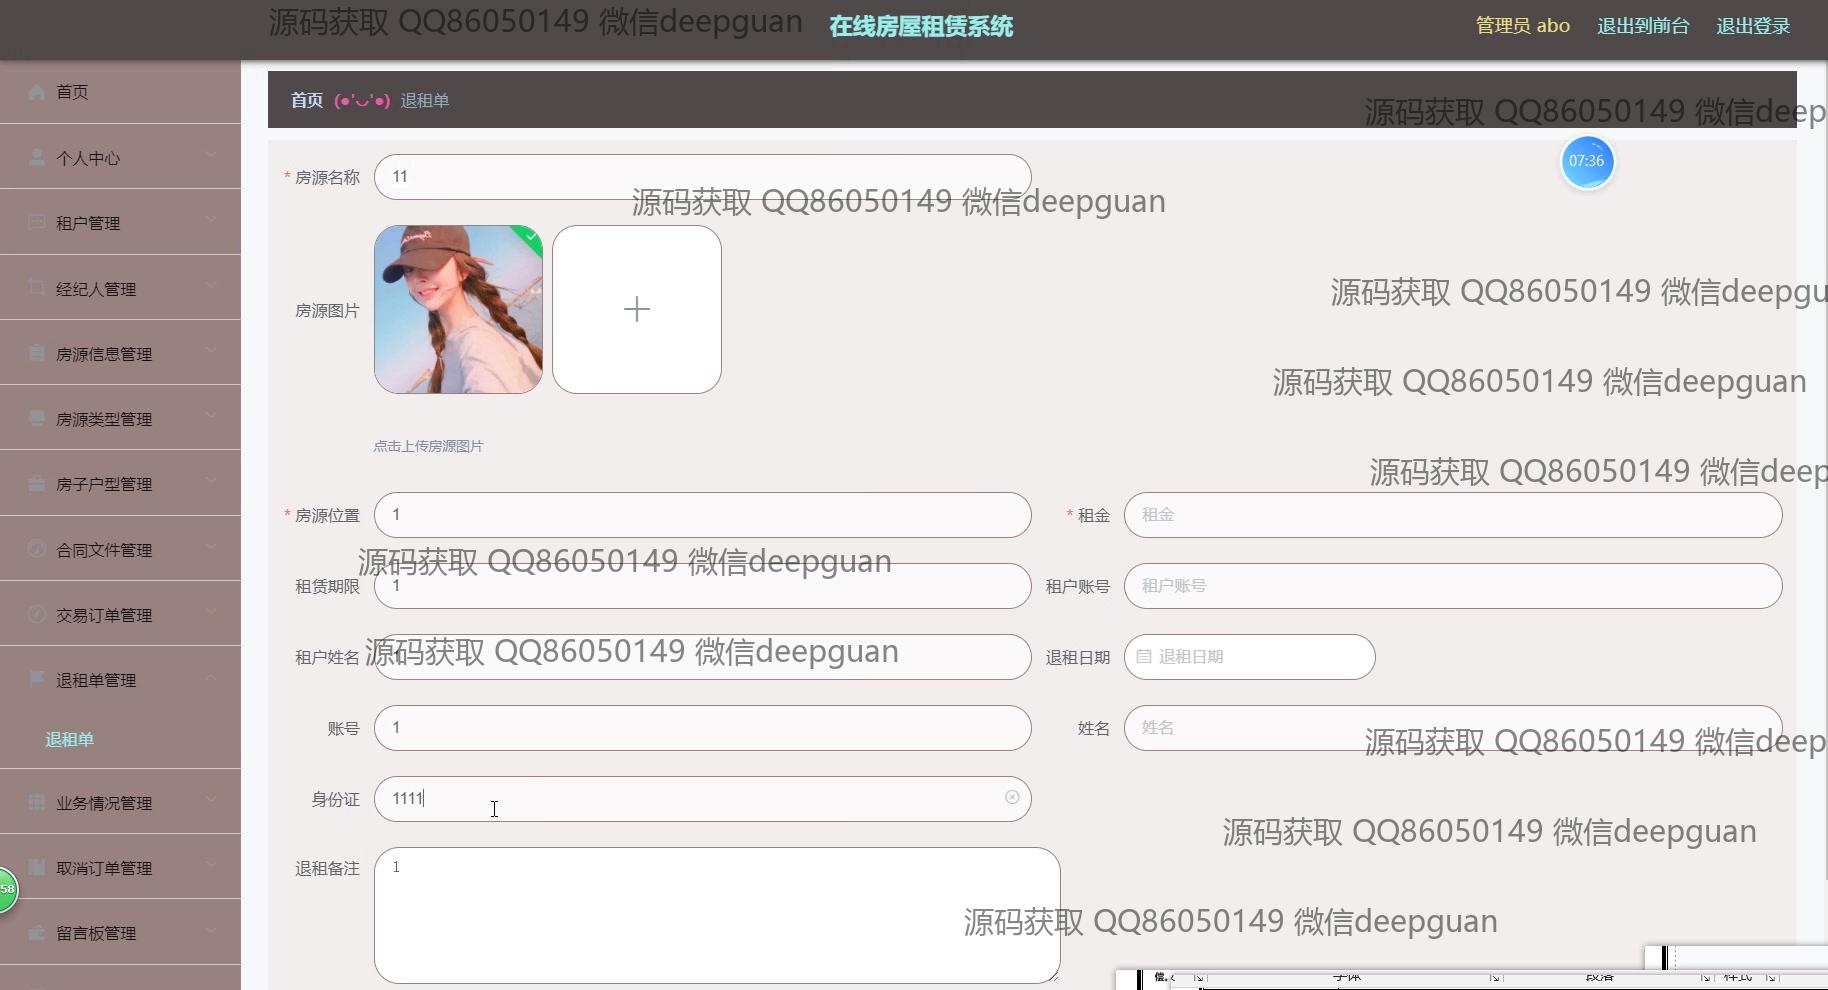 源码获取 QQ86050149 微信deepguan
在线房屋租赁系统
管理员 abo 退出到前台 退出登录
首页
个人中心
租户管理
经纪人管理
房源信息管理
房源类型管理
房子户型管理
合同文件管理
交易订单管理
退租单管理
退租单
业务情况管理
取消订单管理
留言板管理
58
首页 (●'◡'●) 退租单
源码获取 QQ86050149 微信deep
07:36
* 房源名称 11
源码获取 QQ86050149 微信deepguan
房源图片
源码获取 QQ86050149 微信deepgu
源码获取 QQ86050149 微信deepguan
点击上传房源图片
源码获取 QQ86050149 微信deep
* 房源位置 1 * 租金 租金
源码获取 QQ86050149 微信deepguan
租赁期限 1 租户账号 租户账号
源码获取 QQ86050149 微信deepguan
租户姓名 退租日期 退租日期
账号 1 姓名 姓名
源码获取 QQ86050149 微信deep
身份证 1111
源码获取 QQ86050149 微信deepguan
退租备注 1
源码获取 QQ86050149 微信deepguan
字体 段落 样式